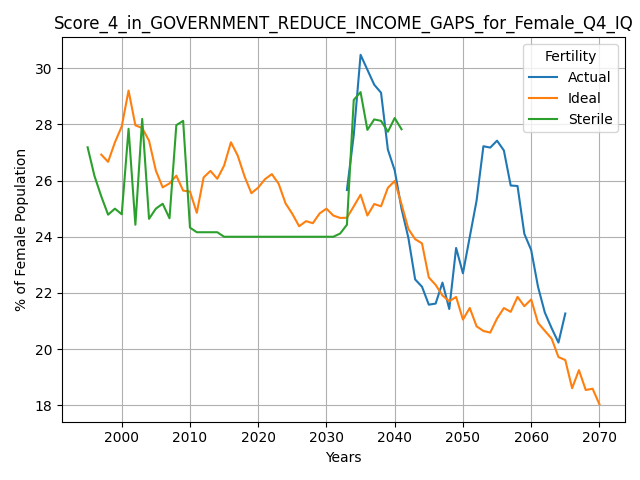 Score_4_in_GOVERNMENT_REDUCE_INCOME_GAPS_for_Female_Q4_IQ
Fertility
Actual
Ideal
Sterile
% of Female Population
30
28
26
24
22
20
18
2000 2010 2020 2030 2040 2050 2060 2070
Years